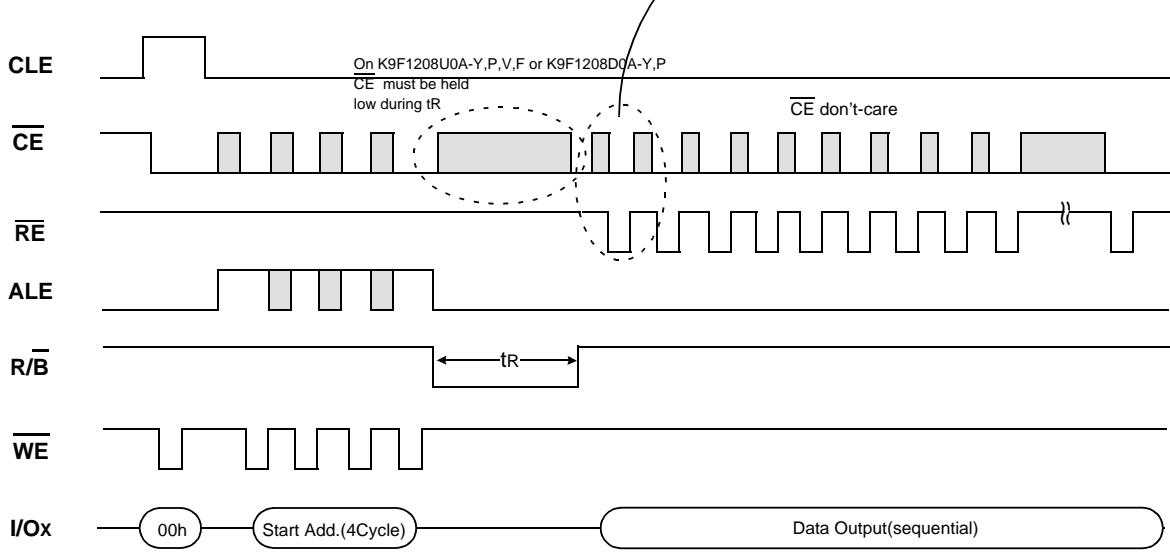 CLE
On K9F1208U0A-Y,P,V,F or K9F1208D0A-Y,P
CE must be held
low during tR
CE don't-care
CE
RE
ALE
R/B
tR
WE
I/Ox
00h
Start Add.(4Cycle)
Data Output(sequential)